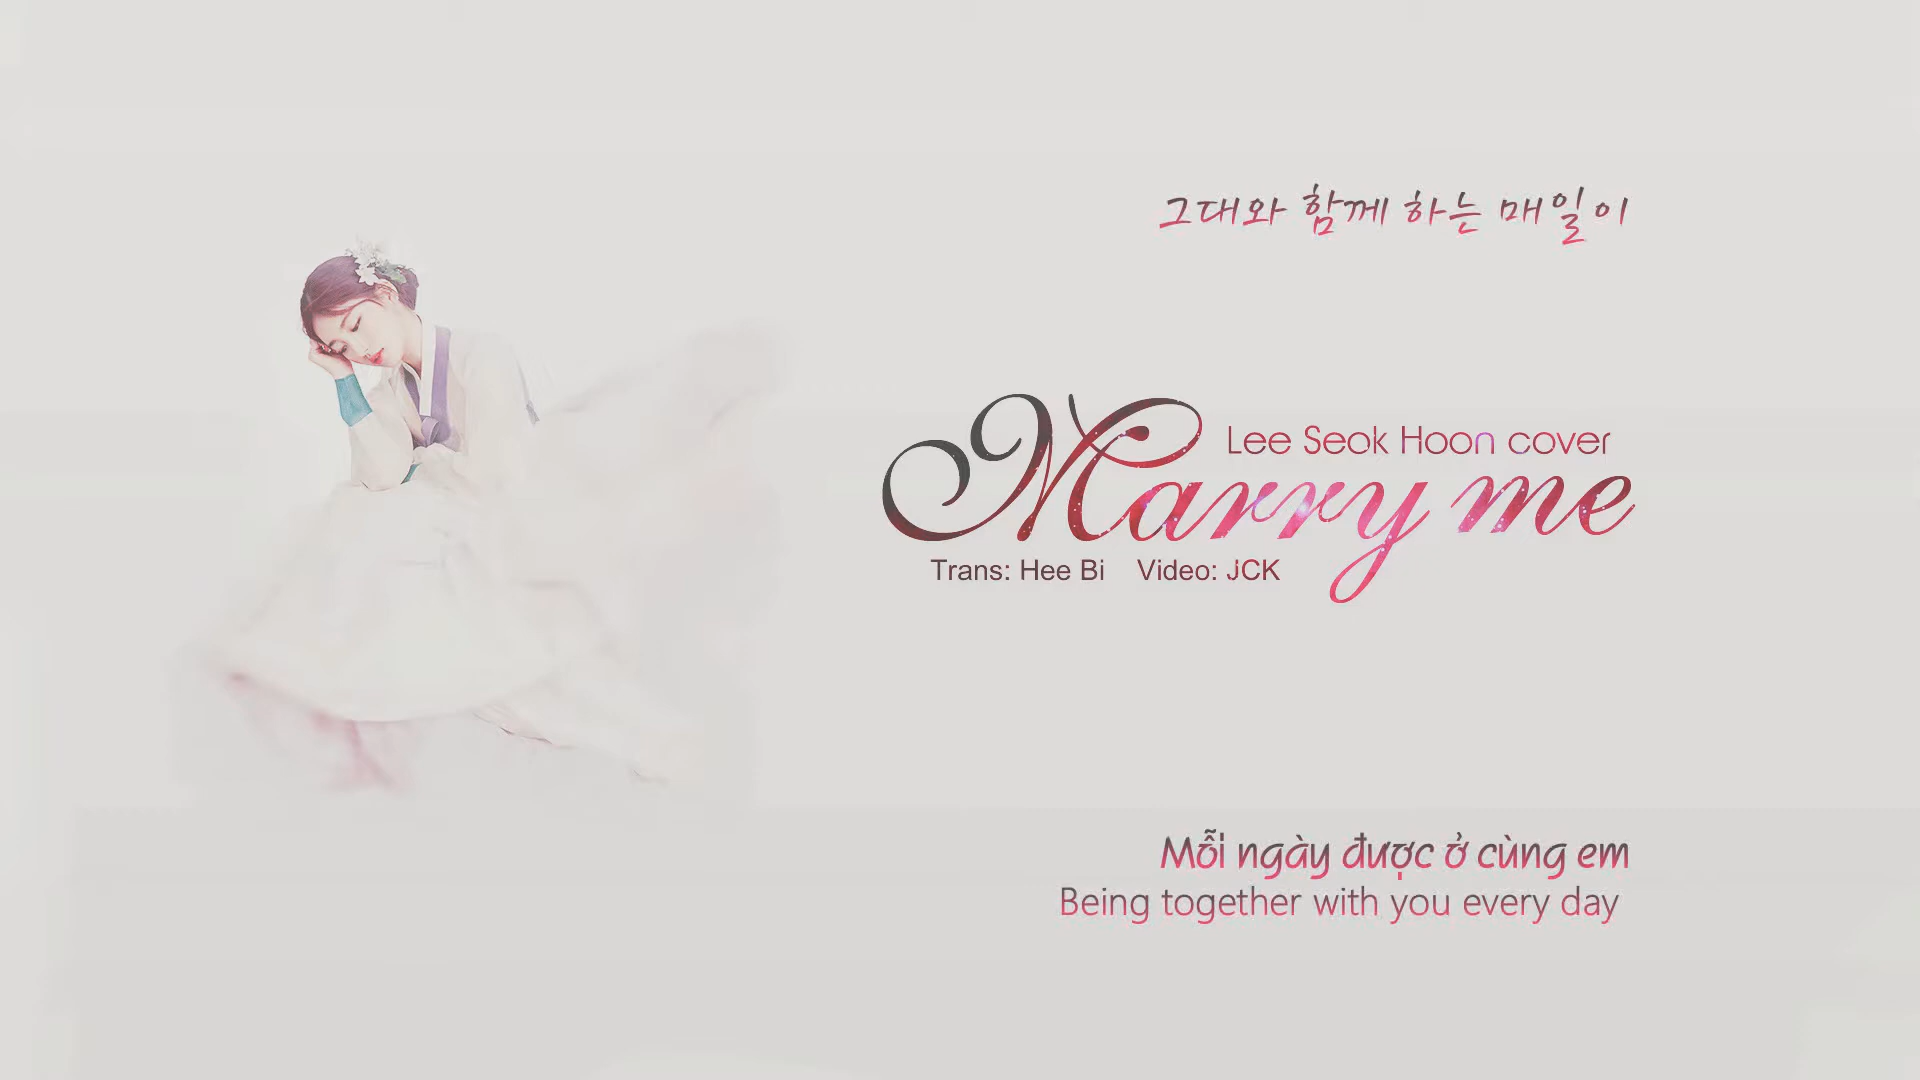 그대와 함께 하는 매일이
Lee Seok Hoon cover
Marry me
Trans: Hee Bi Video: JCK
Mỗi ngày được ở cùng em
Being together with you every day